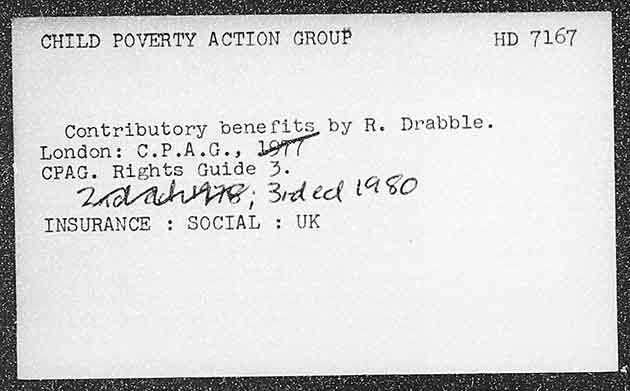 CHILD POVERTY ACTION GROUP HD 7167
Contributory benefits by R. Drabble.
London: C.P.A.G., 1977
CPAG. Rights Guide 3.
2nd ed 1978; 3rd ed 1980
INSURANCE : SOCIAL : UK